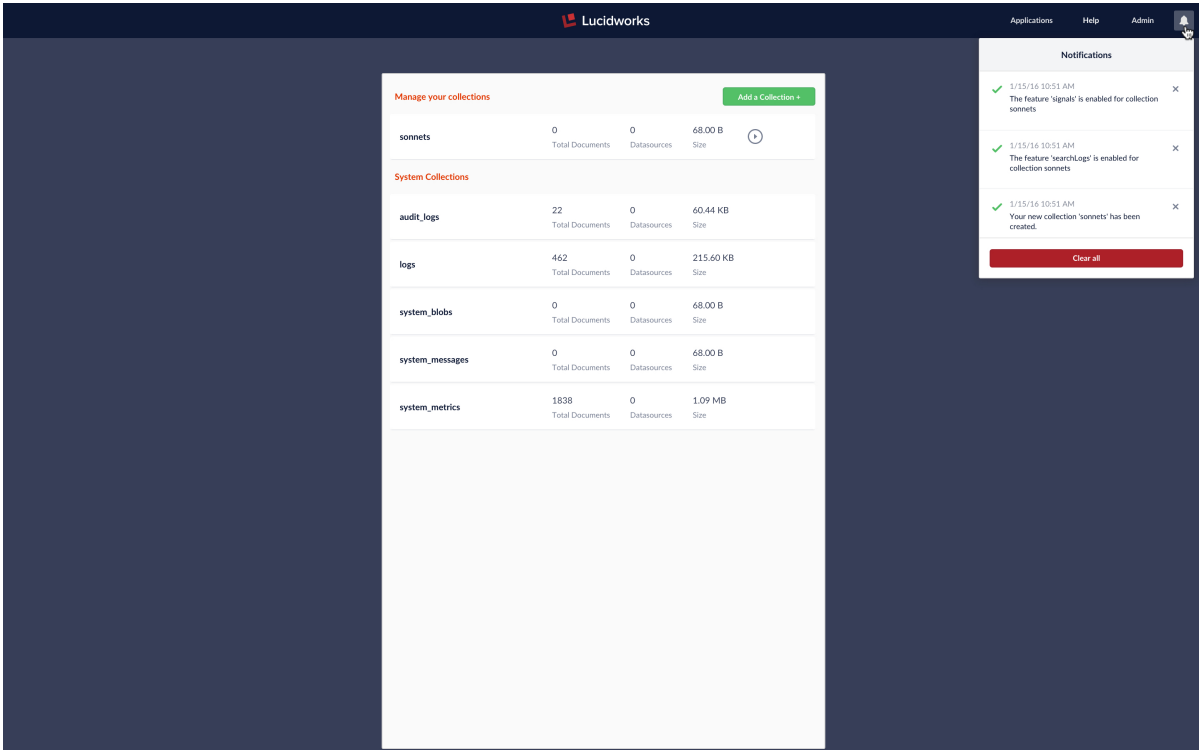 Lucidworks
Applications Help Admin
Notifications
1/15/16 10:51 AM
The feature 'signals' is enabled for collection
sonnets
1/15/16 10:51 AM
The feature 'searchLogs' is enabled for
collection sonnets
1/15/16 10:51 AM
Your new collection 'sonnets' has been
created.
Clear all
Manage your collections
Add a Collection +
sonnets
0 0 68.00 B
Total Documents Datasources Size
System Collections
audit_logs
22 0 60.44 KB
Total Documents Datasources Size
logs
462 0 215.60 KB
Total Documents Datasources Size
system_blobs
0 0 68.00 B
Total Documents Datasources Size
system_messages
0 0 68.00 B
Total Documents Datasources Size
system_metrics
1838 0 1.09 MB
Total Documents Datasources Size